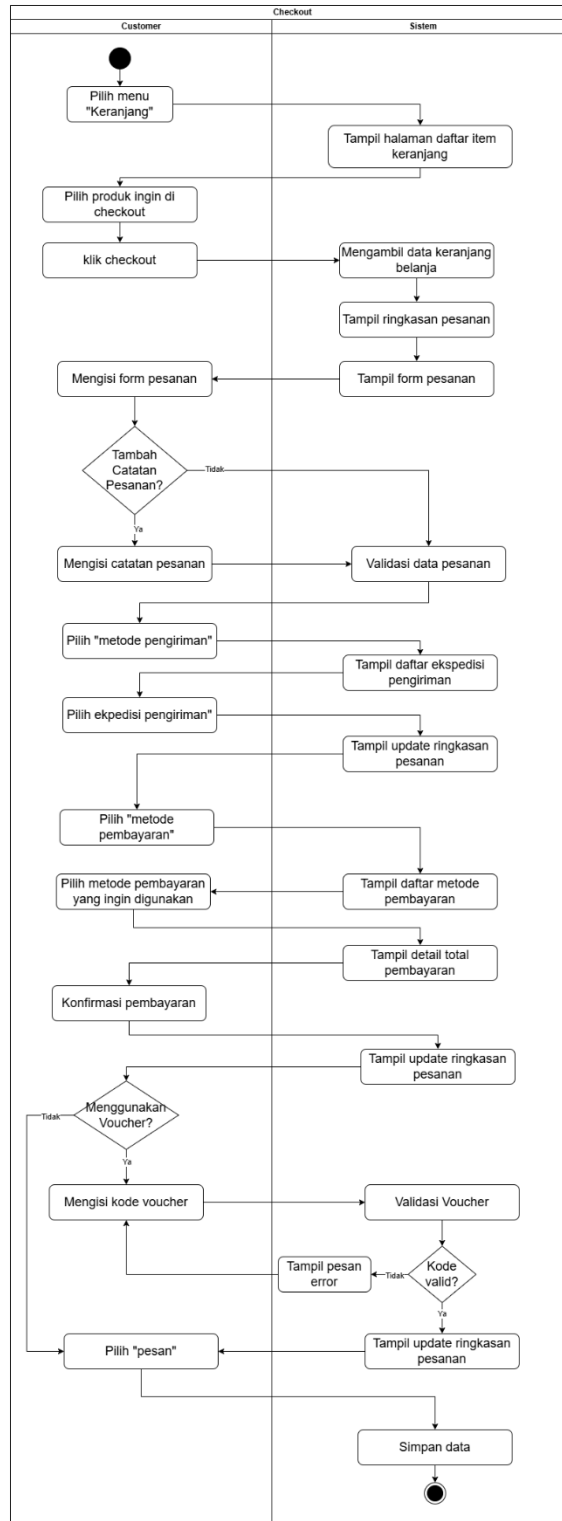 Checkout
Customer
Sistem
Pilih menu
"Keranjang"
Tampil halaman daftar item
keranjang
Pilih produk ingin di
checkout
klik checkout
Mengambil data keranjang
belanja
Tampil ringkasan pesanan
Mengisi form pesanan
Tampil form pesanan
Tambah
Catatan
Pesanan?
Tidak
Ya
Mengisi catatan pesanan
Validasi data pesanan
Pilih "metode pengiriman"
Tampil daftar ekspedisi
pengiriman
Pilih ekpedisi pengiriman"
Tampil update ringkasan
pesanan
Pilih "metode
pembayaran"
Pilih metode pembayaran
yang ingin digunakan
Tampil daftar metode
pembayaran
Tampil detail total
pembayaran
Konfirmasi pembayaran
Tampil update ringkasan
pesanan
Menggunakan
Voucher?
Tidak
Ya
Mengisi kode voucher
Validasi Voucher
Tampil pesan
error
Tidak
Kode
valid?
Ya
Pilih "pesan"
Tampil update ringkasan
pesanan
Simpan data